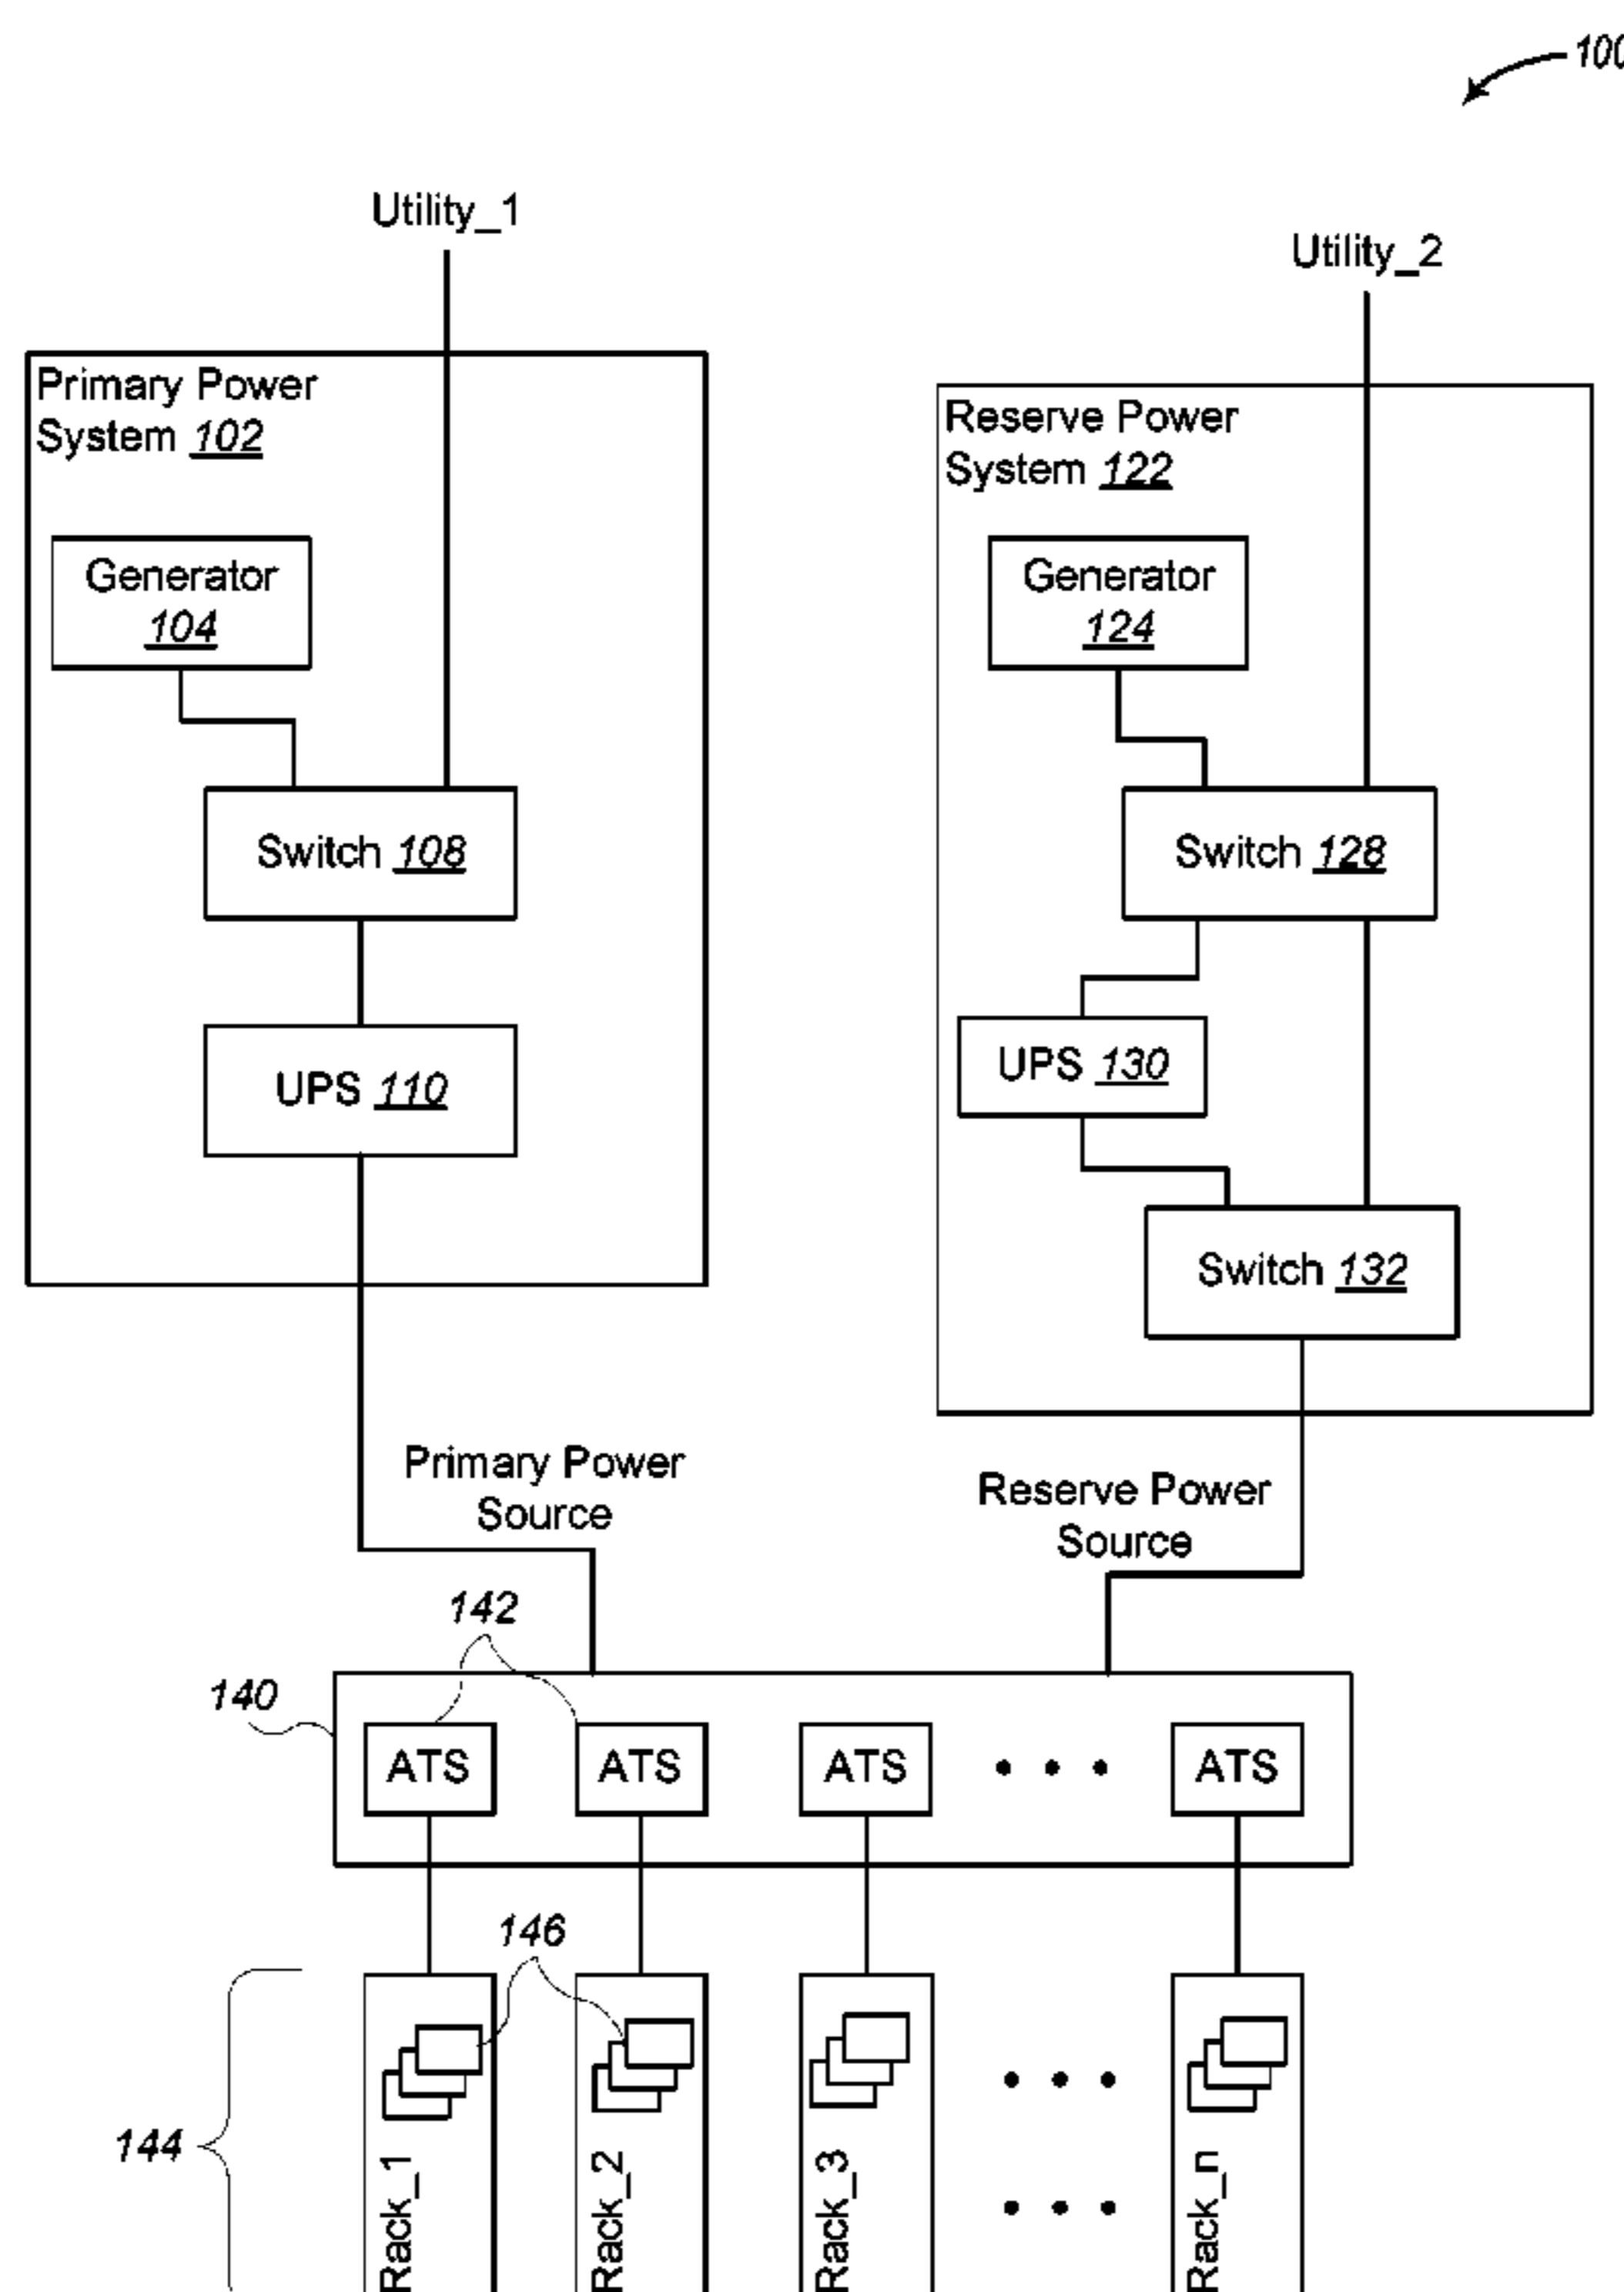 100
Utility_1
Utility_2
Primary Power
System 102
Reserve Power
System 122
Generator
104
Generator
124
Switch 108
Switch 128
UPS 110
UPS 130
Switch 132
Primary Power
Source
Reserve Power
Source
142
140
ATS
ATS
ATS
ATS
146
144
Rack_1
Rack_2
Rack_3
Rack_n